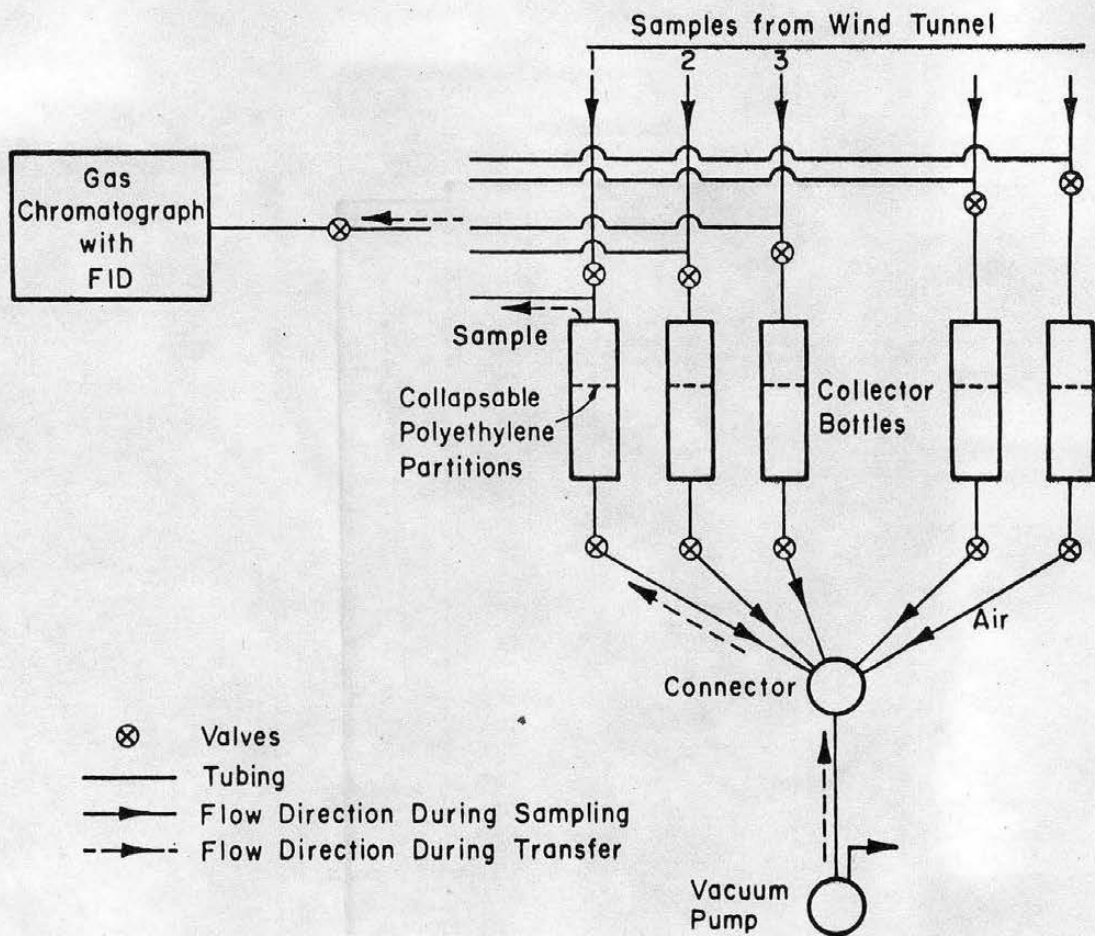 Samples from Wind Tunnel
1 2 3
Gas
Chromatograph
with
FID
Sample
Collapsable
Polyethylene
Partitions
Collector
Bottles
Air
Connector
Valves
Tubing
Flow Direction During Sampling
Flow Direction During Transfer
Vacuum
Pump